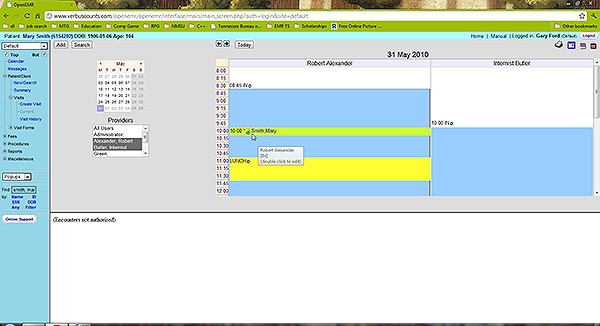 OpenEMR
www.verbuscounts.com/openemr/openemr/interface/main/main_screen.php?auth=login&site=default
job search
MTG
Education
Comp Game
RPG
NMSU
C++
Tennessee Bureau o...
EMR TS
Scholarships
Free Online Picture ...
Other bookmarks
Patient: Mary Smith (6154202) DOB: 1906-01-06 Age: 104
Home | Manual | Logged in: Gary Ford
Default
Add
Search
Today
Logout
Top
Bot
31 May 2010
Calendar
Messages
Patient/Client
New/Search
Summary
Visits
Create Visit
Current
Visit History
Visit Forms
Fees
Procedures
Reports
Miscellaneous
Popups
Find: smith, mar
by: Name ID
SSN DOB
Any Filter
Online Support
May
Providers
All Users
Administrator,
Alexander, Robert
Butler, Internist
Green,
Robert Alexander
Internist Butler
8:00
8:15
8:30
8:45
9:00
9:15
9:30
9:45
10:00
10:15
10:30
10:45
11:00
11:15
11:30
11:45
12:00
08:45 IN
10:00 IN
Smith,Mary
Robert Alexander
[IN]
(double click to edit)
LUNCH
(Encounters not authorized)